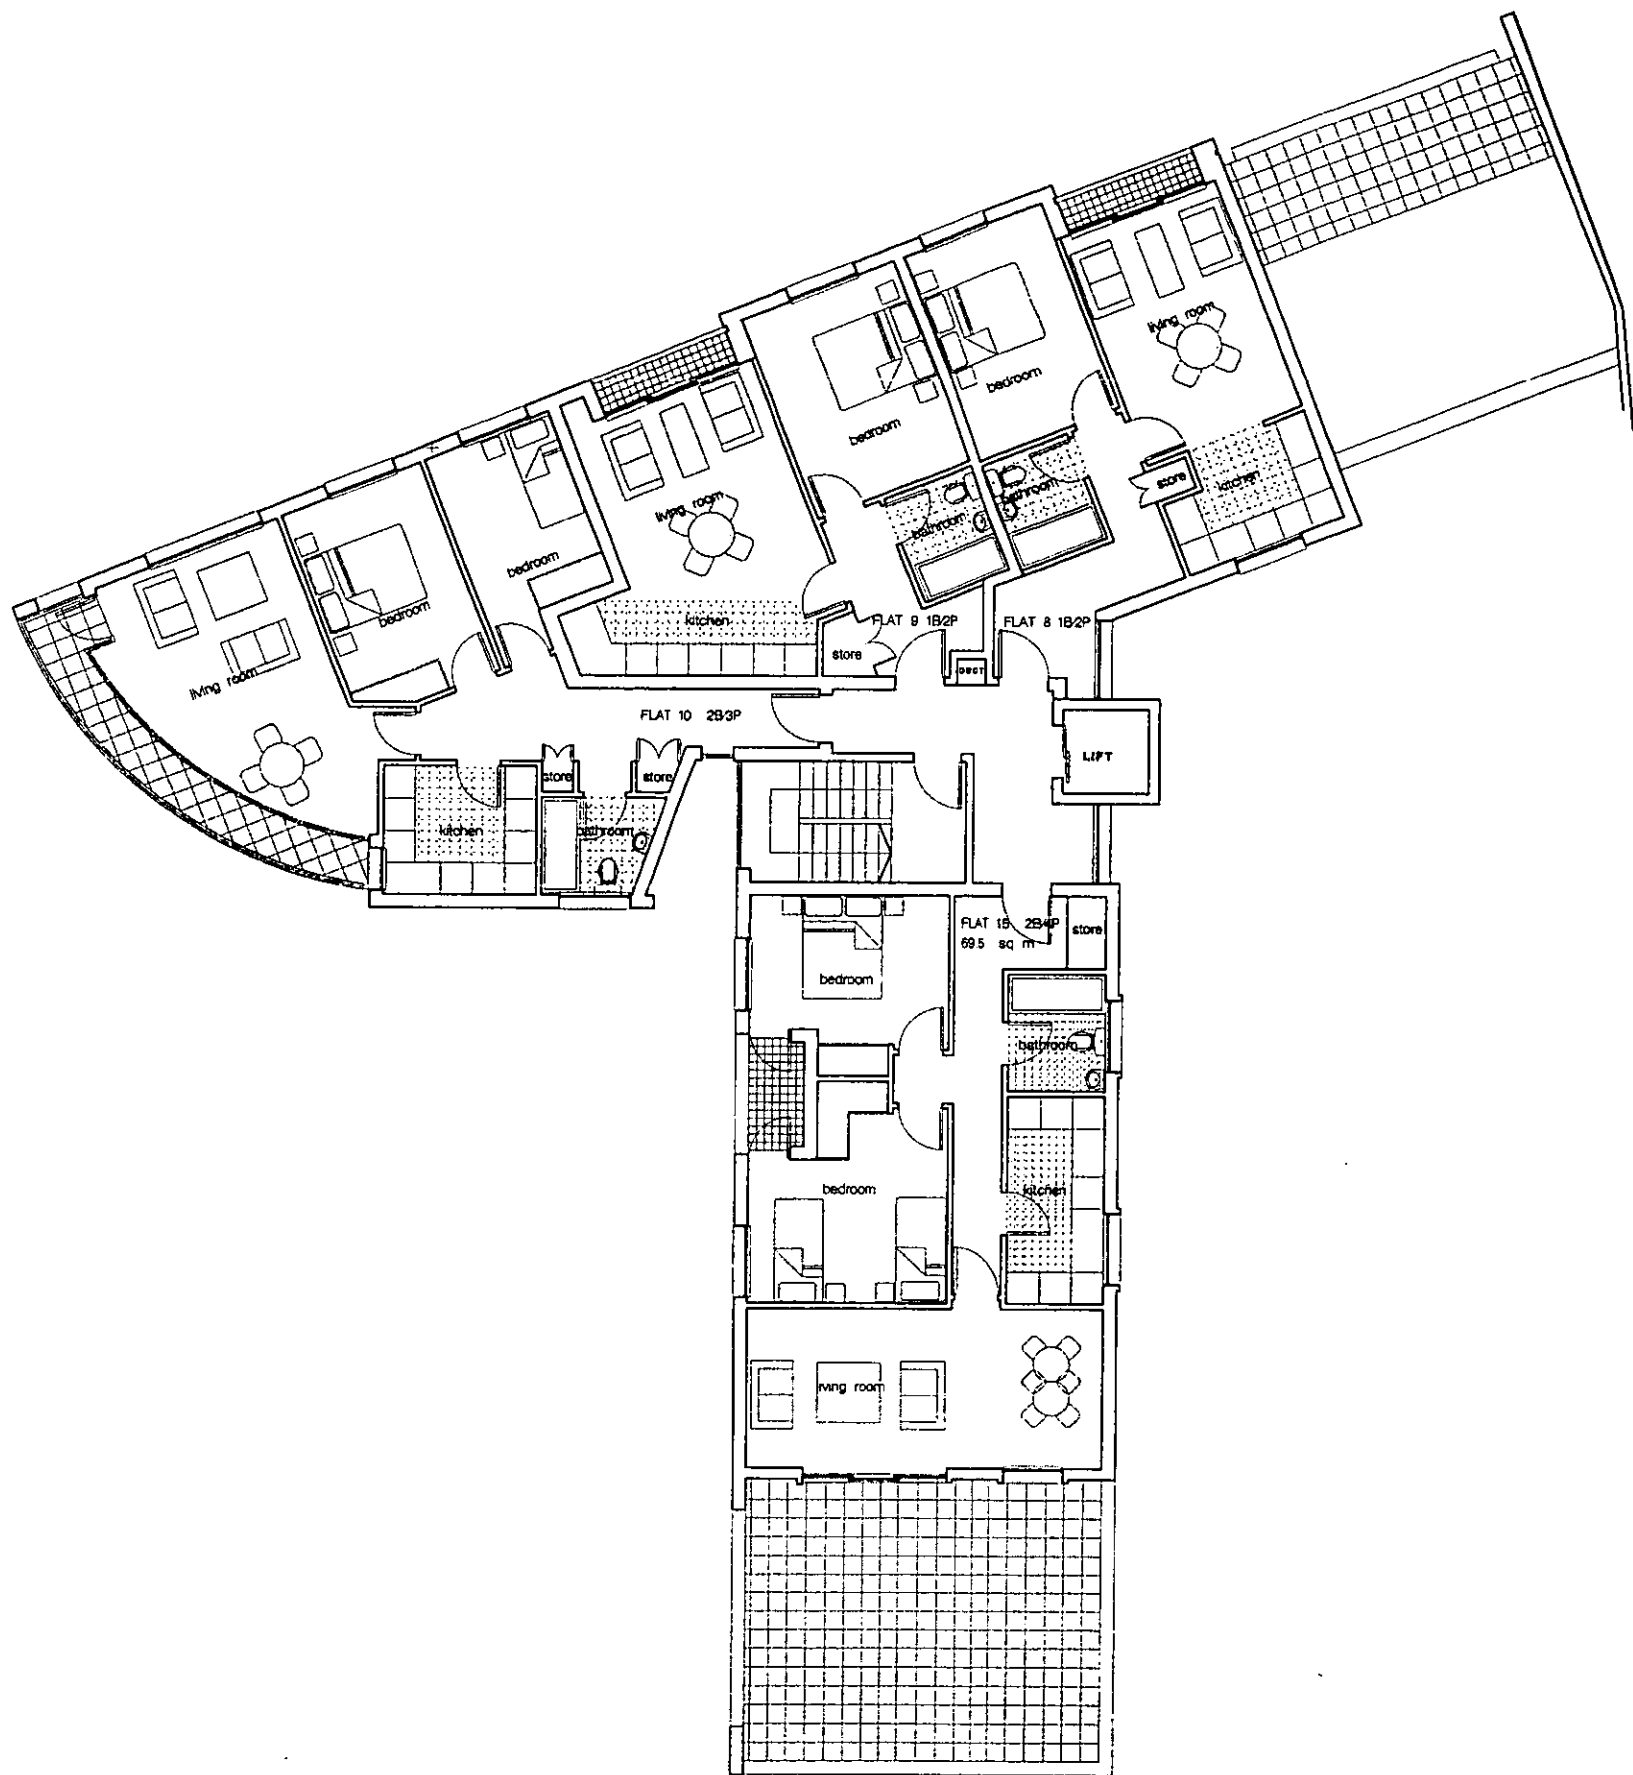 living room
bedroom
store
kitchen
bathroom
bedroom
bathroom
bedroom
living room
kitchen
FLAT 9 1B/2P
FLAT 8 1B/2P
store
DUCT
bedroom
bedroom
living room
FLAT 10 2B/3P
LIFT
store
store
kitchen
bathroom
FLAT 15 2B/4P
69.5 sq m
store
bedroom
bathroom
bedroom
kitchen
living room